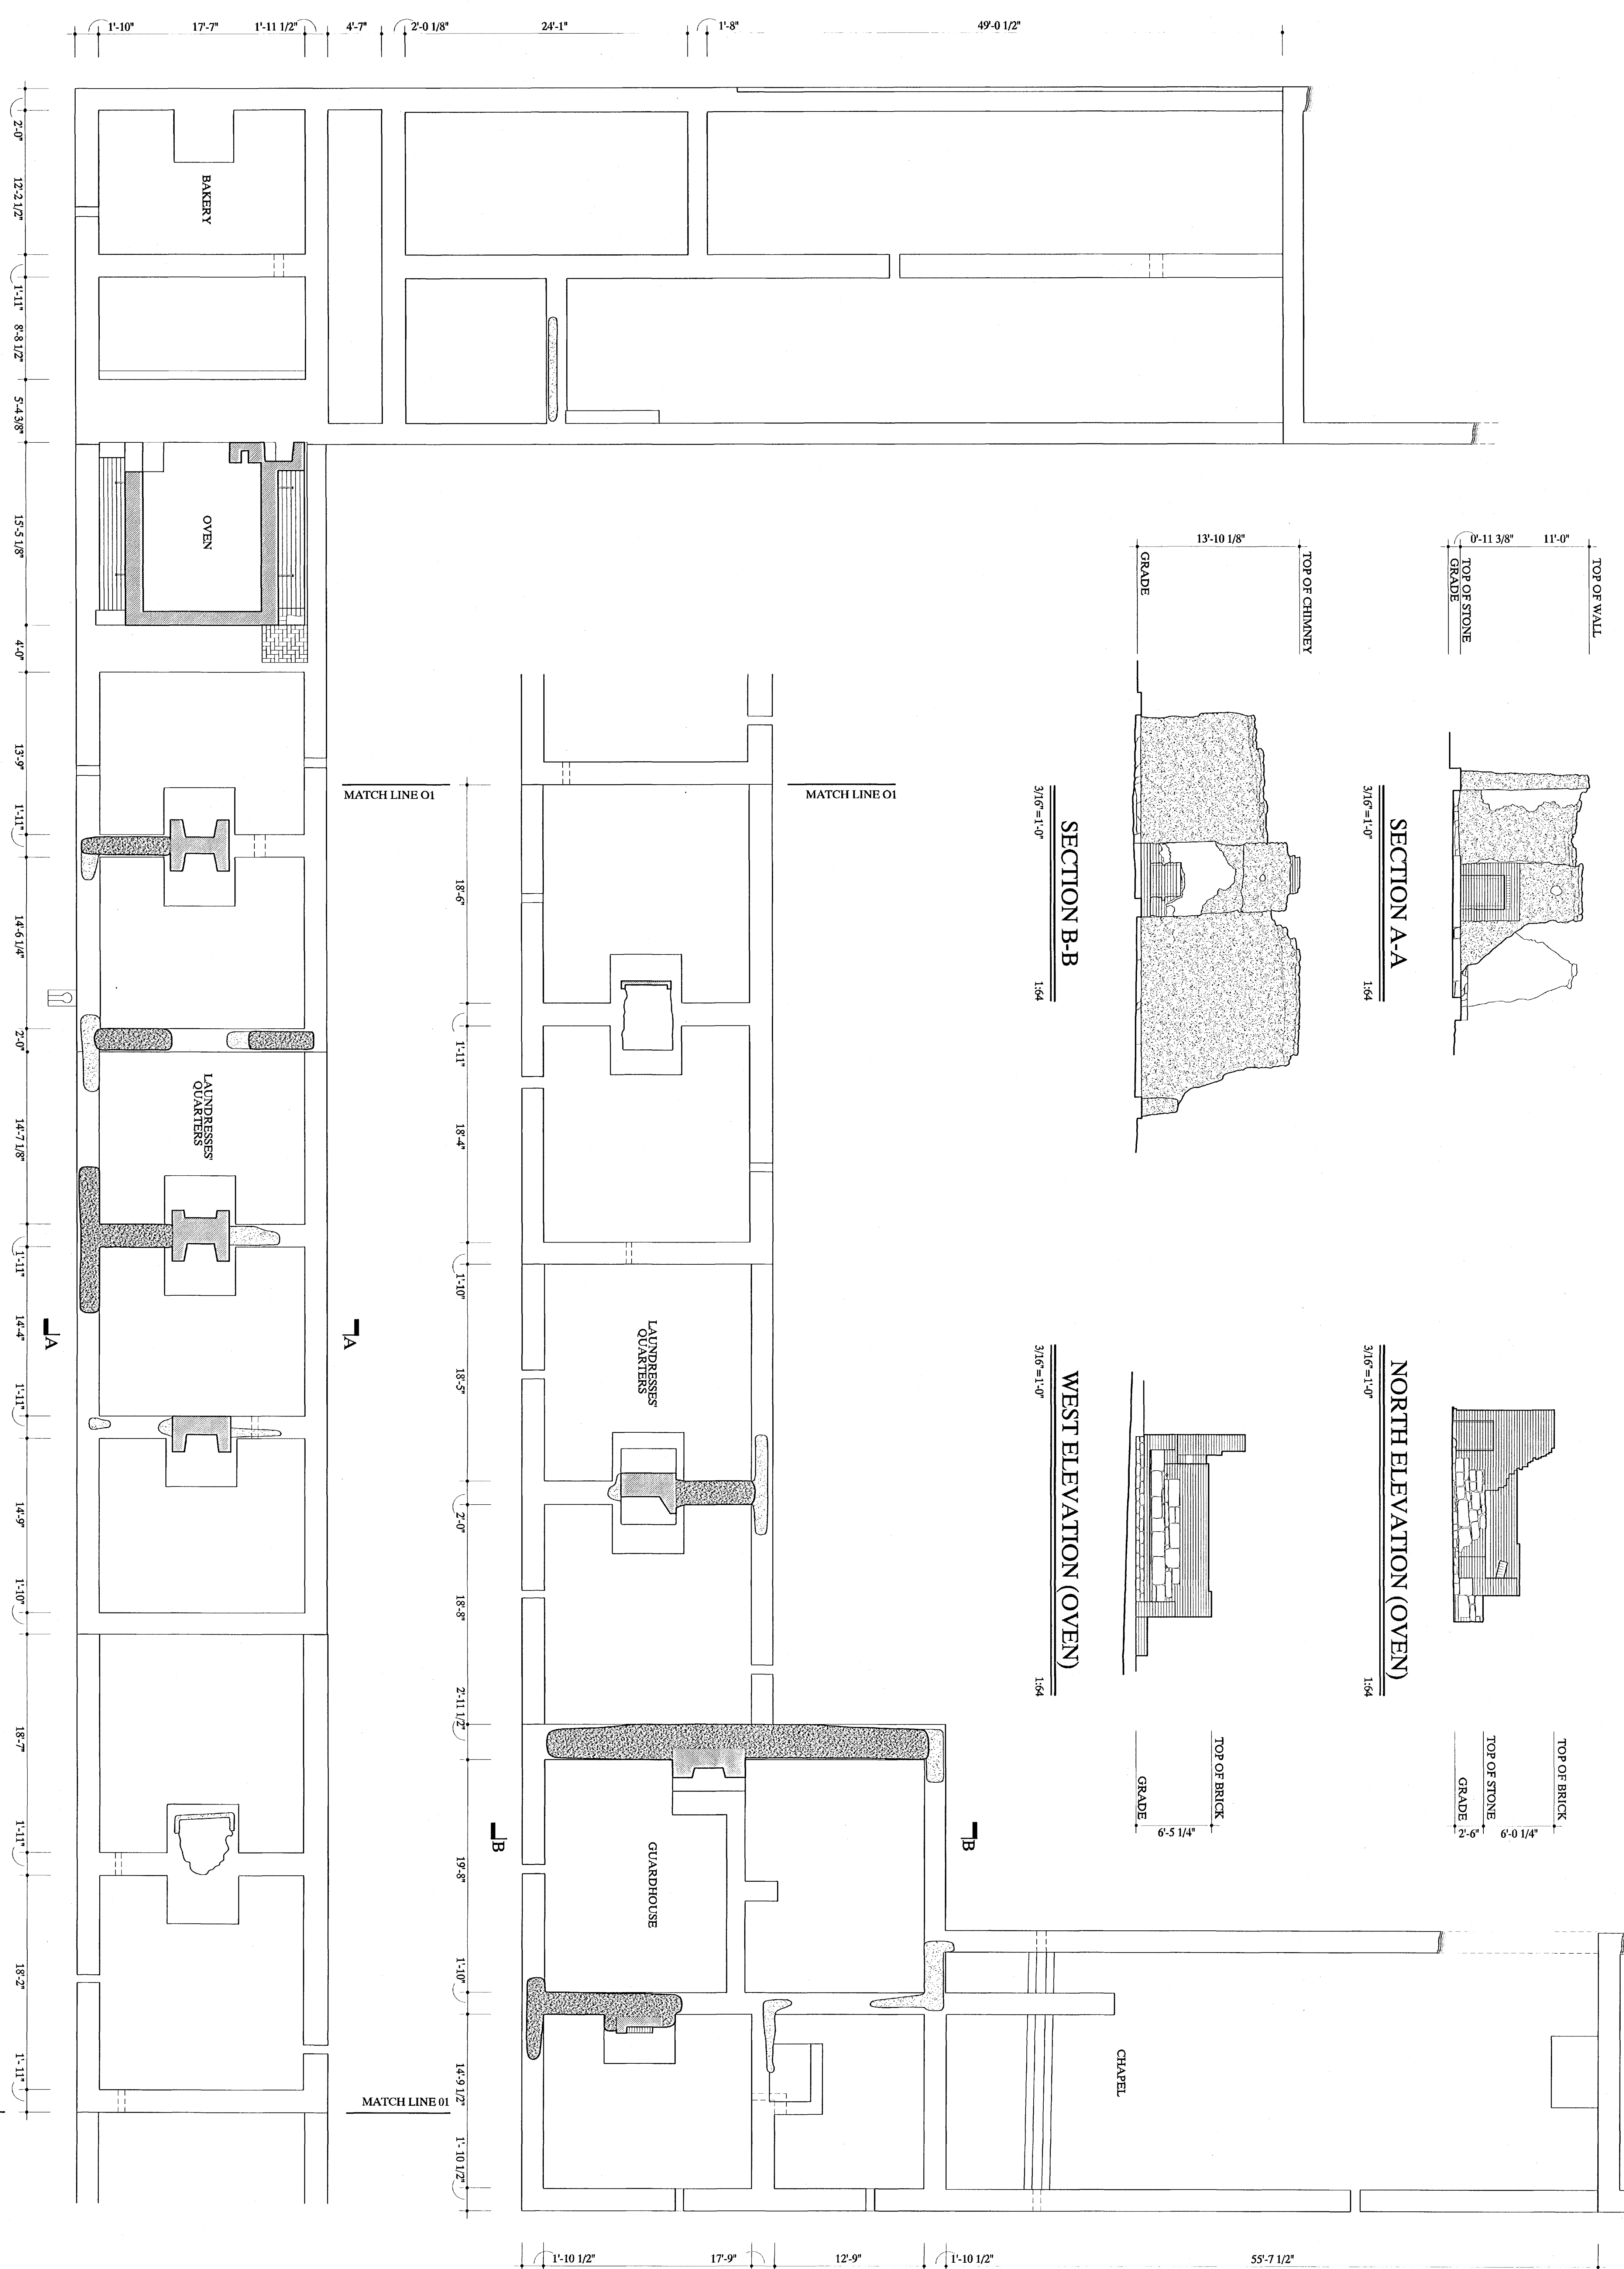 1'-10"
17'-7"
1'-11 1/2"
4'-7"
2'-0 1/8"
24'-1"
1'-8"
49'-0 1/2"
2'-0"
12'-2 1/2"
1'-11"
8'-8 1/2"
5'-4 3/8"
15'-5 1/8"
4'-0"
13'-9"
1'-11"
14'-6 1/4"
2'-0"
14'-7 1/8"
1'-11"
14'-4"
1'-11"
14'-9"
1'-10"
18'-7"
1'-11"
18'-2"
1'-11"
BAKERY
OVEN
LAUNDRESSES'
QUARTERS
A
A
MATCH LINE O1
MATCH LINE 01
MATCH LINE O1
18'-6"
1'-11"
18'-4"
1'-10"
18'-5"
2'-0"
18'-8"
2'-11 1/2"
19'-8"
1'-10"
14'-9 1/2"
1'-10 1/2"
LAUNDRESSES'
QUARTERS
GUARDHOUSE
B
B
CHAPEL
1'-10 1/2"
17'-9"
12'-9"
1'-10 1/2"
55'-7 1/2"
0'-11 3/8"
11'-0"
TOP OF WALL
TOP OF STONE
GRADE
SECTION A-A
3/16"=1'-0"
1:64
13'-10 1/8"
TOP OF CHIMNEY
GRADE
SECTION B-B
3/16"=1'-0"
1:64
NORTH ELEVATION (OVEN)
3/16"=1'-0"
1:64
TOP OF BRICK
TOP OF STONE
GRADE
2'-6"
6'-0 1/4"
WEST ELEVATION (OVEN)
3/16"=1'-0"
1:64
TOP OF BRICK
GRADE
6'-5 1/4"